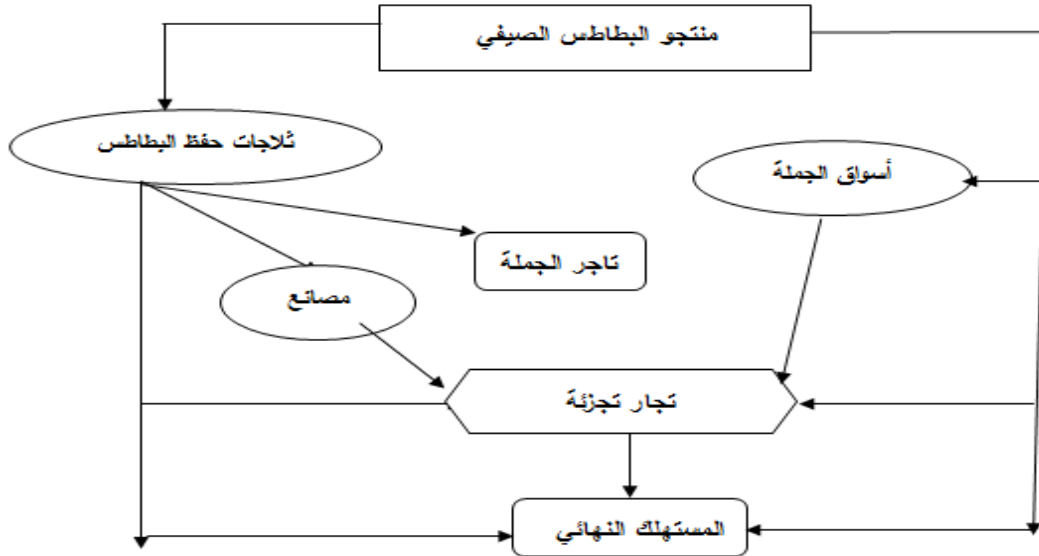 منتجو البطاطس الصيفي
ثلاجات حفظ البطاطس
أسواق الجملة
تاجر الجملة
مصانع
تجار تجزئة
المستهلك النهائي